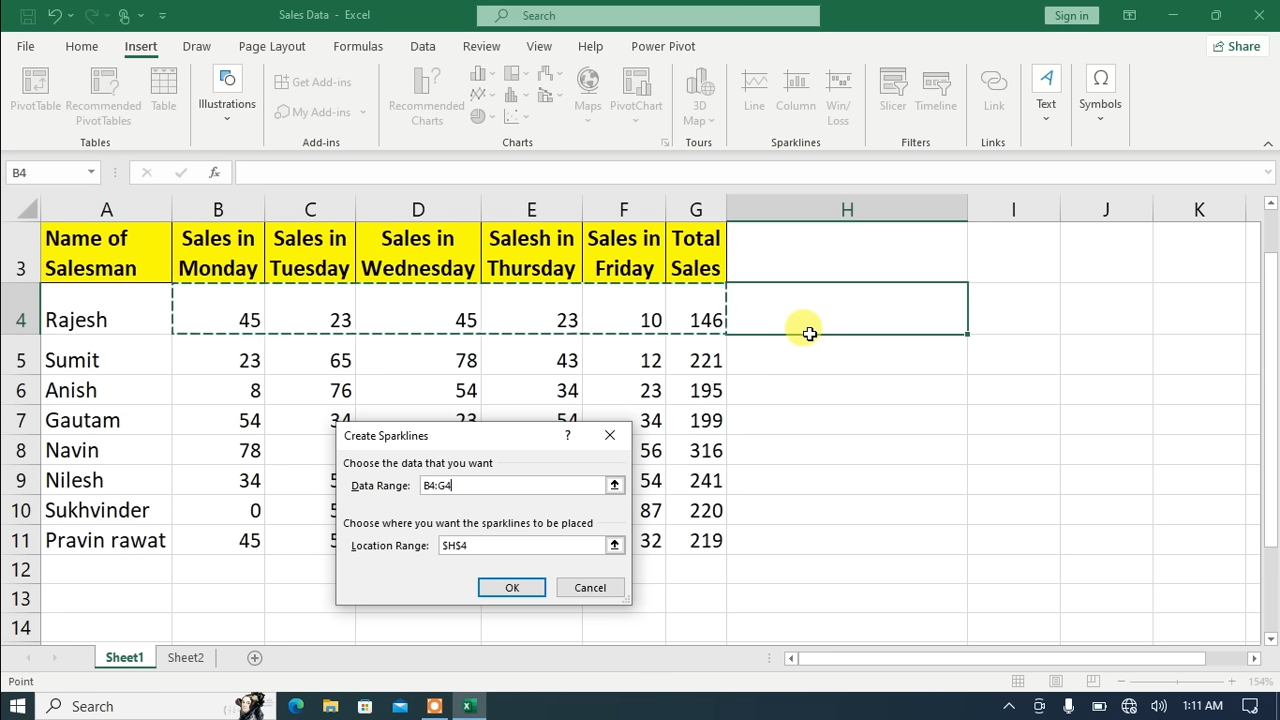 Sales Data - Excel
Search
Sign in
File Home Insert Draw Page Layout Formulas Data Review View Help Power Pivot
Share
PivotTable
Recommended
PivotTables
Table
Tables
Illustrations
Get Add-ins
My Add-ins
Add-ins
Recommended
Charts
Maps
PivotChart
Charts
3D
Map
Tours
Line
Column
Win/
Loss
Sparklines
Slicer
Timeline
Filters
Link
Links
Text
Symbols
B4
fx
A B C D E F G H I J K
3
Name of
Salesman
Sales in
Monday
Sales in
Tuesday
Sales in
Wednesday
Salesh in
Thursday
Sales in
Friday
Total
Sales
4 Rajesh 45 23 45 23 10 146
5 Sumit 23 65 78 43 12 221
6 Anish 8 76 54 34 23 195
7 Gautam 54 34 23 54 34 199
8 Navin 78 56 316
9 Nilesh 34 54 241
10 Sukhvinder 0 87 220
11 Pravin rawat 45 32 219
12
13
14
Create Sparklines
?
Choose the data that you want
Data Range: B4:G4
Choose where you want the sparklines to be placed
Location Range: $H$4
OK Cancel
Sheet1 Sheet2
Point
154%
Search
1:11 AM